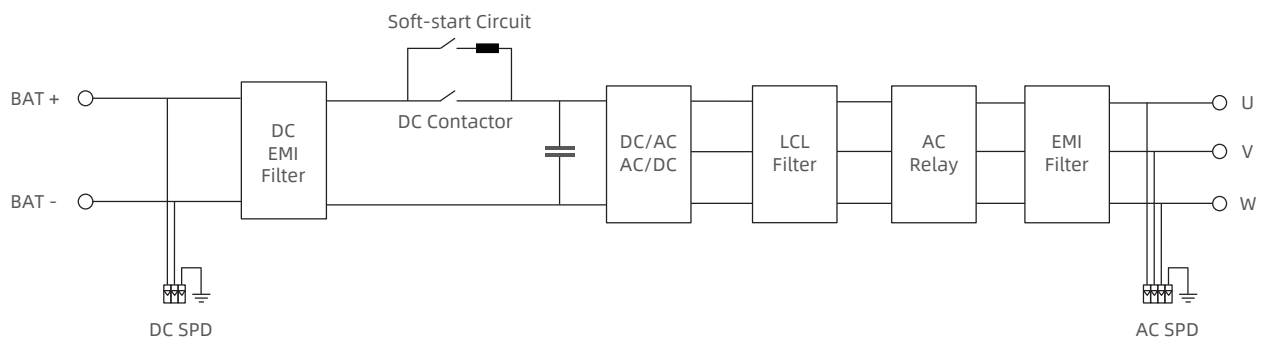 Soft-start Circuit
BAT +
DC Contactor
BAT -
DC
EMI
Filter
DC/AC
AC/DC
LCL
Filter
AC
Relay
EMI
Filter
U
V
W
DC SPD
AC SPD